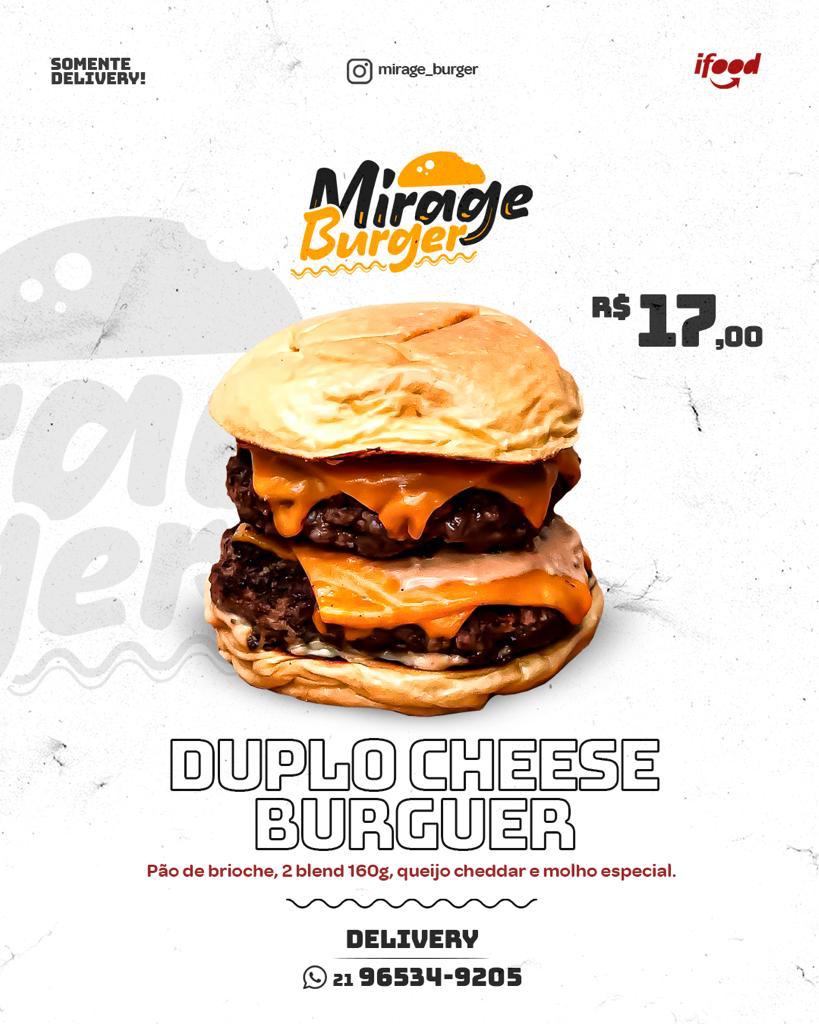 SOMENTE
DELIVERY!
mirage_burger
ifood
Mirage
Burger
R$ 17,00
DUPLO CHEESE
BURGUER
Pão de brioche, 2 blend 160g, queijo cheddar e molho especial.
DELIVERY
21 96534-9205